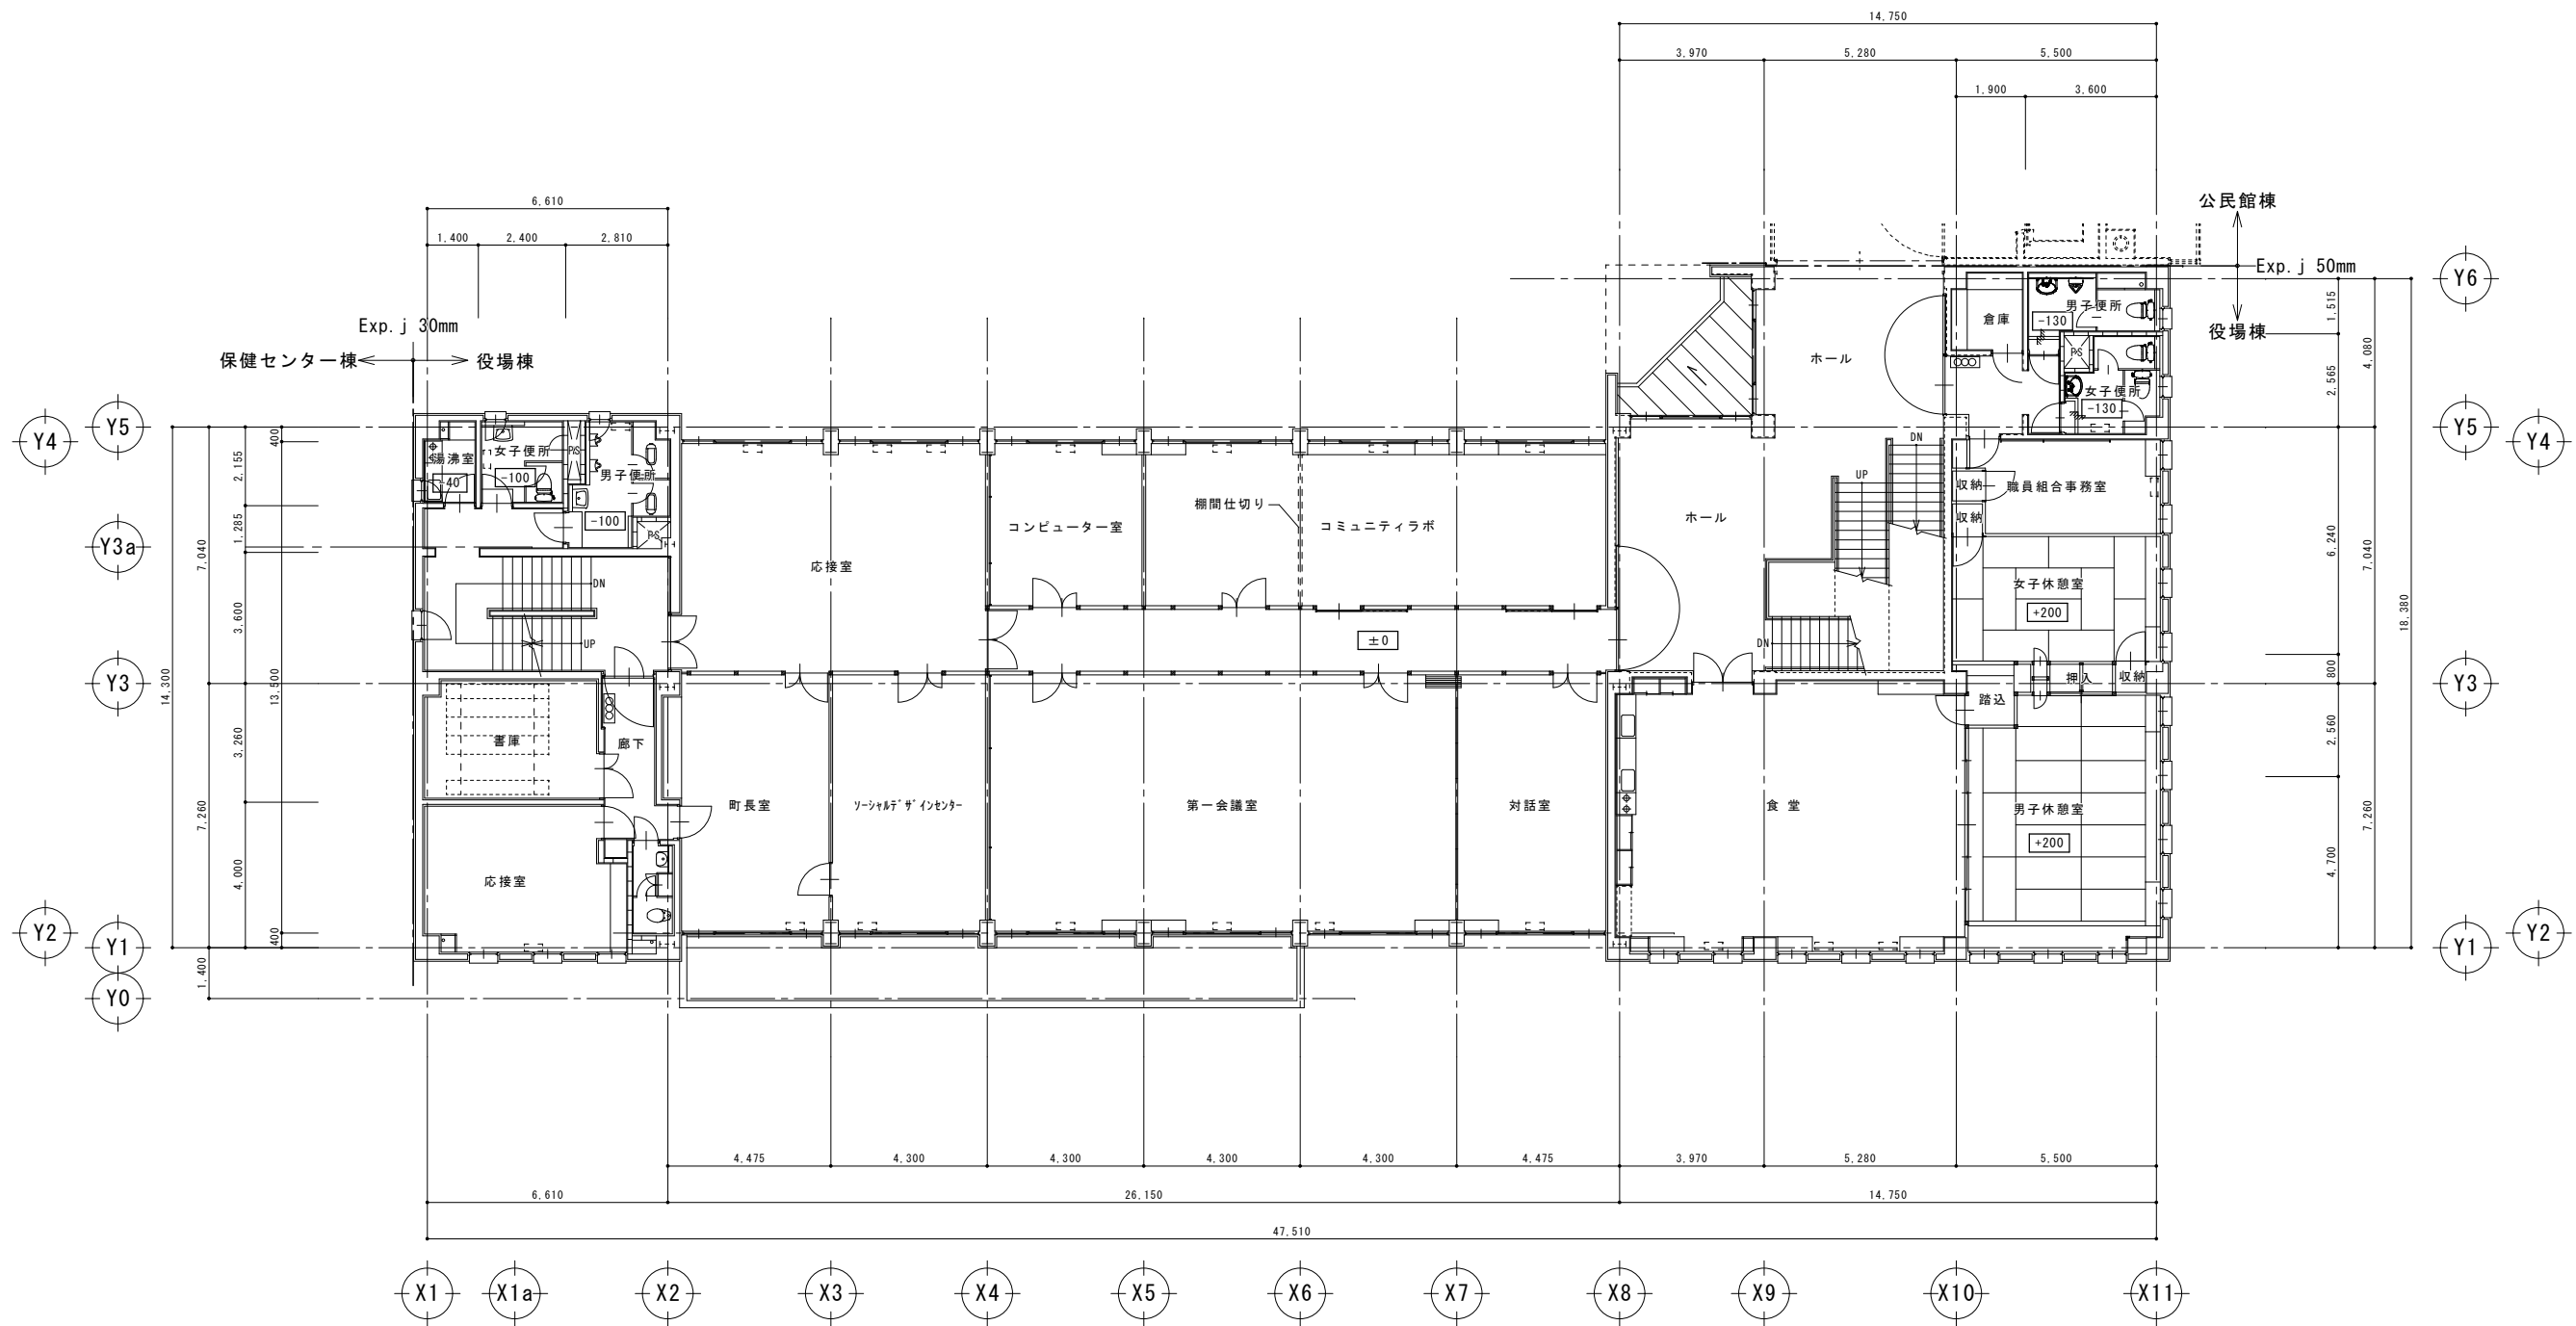 14,750
3,970
5,280
5,500
1,900
3,600
公民館棟
Exp.j 50mm
役場棟
6,610
1,400
2,400
2,810
Exp.j 30mm
保健センター棟
役場棟
Y6
Y5
Y4
Y5
Y4
Y3a
Y3
Y3
Y2
Y1
Y0
Y1
Y2
400
2,155
1,285
7,040
3,600
14,300
13,500
3,260
7,260
4,000
400
1,400
1,515
4,080
2,565
6,240
7,040
18,380
800
2,560
7,260
4,700
湯沸室
-40
女子便所
-100
PS
男子便所
-100
PS
DN
UP
書庫
廊下
応接室
応接室
コンピューター室
棚間仕切り
コミュニティラボ
±0
町長室
ソーシャルデザインセンター
第一会議室
対話室
ホール
ホール
DN
UP
DN
倉庫
男子便所
-130
PS
女子便所
-130
収納
職員組合事務室
収納
女子休憩室
+200
押入
収納
踏込
食堂
男子休憩室
+200
4,475
4,300
4,300
4,300
4,300
4,475
3,970
5,280
5,500
6,610
26,150
14,750
47,510
X1
X1a
X2
X3
X4
X5
X6
X7
X8
X9
X10
X11